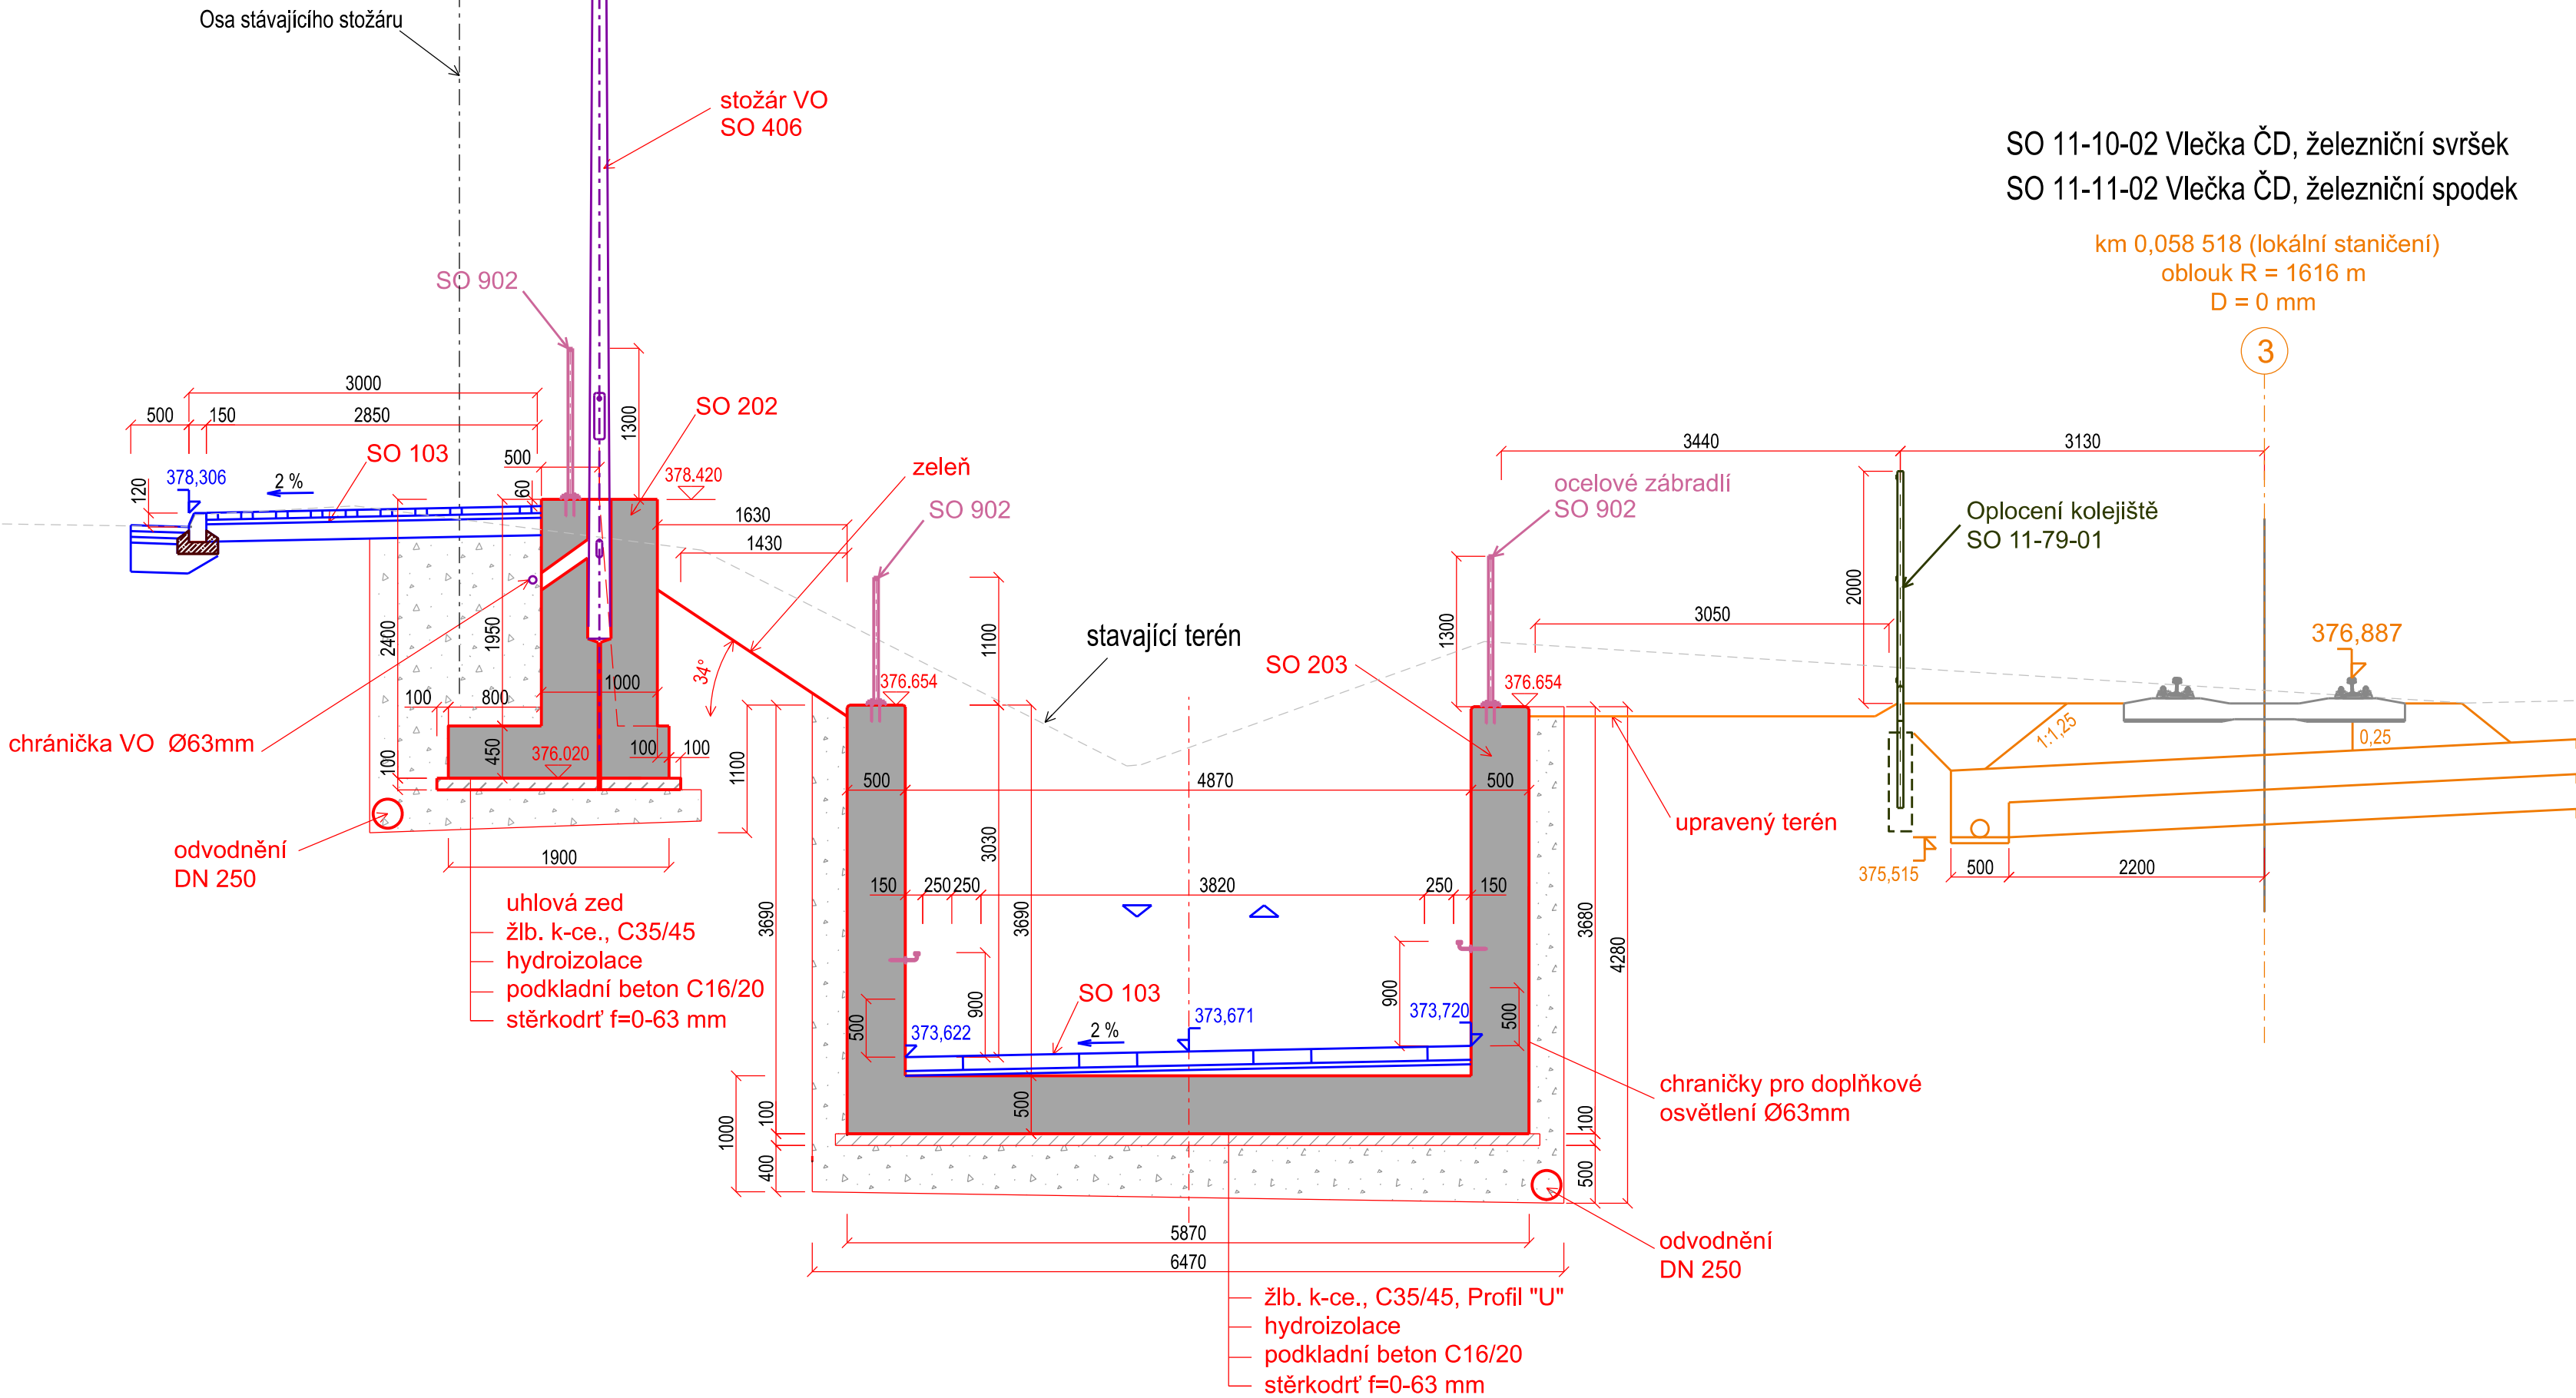 Osa stávajícího stožáru
stožár VO
SO 406
SO 11-10-02 Vlečka ČD, železniční svršek
SO 11-11-02 Vlečka ČD, železniční spodek
km 0,058 518 (lokální staničení)
oblouk R = 1616 m
D = 0 mm
3
SO 902
3000
500
150
2850
1300
SO 202
SO 103
500
378,306
2 %
120
60
378.420
zeleň
SO 902
1630
1430
3440
3130
ocelové zábradlí
SO 902
Oplocení kolejiště
SO 11-79-01
2000
3050
1300
1100
2400
1950
34°
stavající terén
SO 203
376,887
376.654
376.654
100
800
1000
chránička VO Ø63mm
100
450
376.020
100
100
1100
500
4870
500
1:1,25
0,25
upravený terén
odvodnění
DN 250
1900
375,515
500
2200
3030
150
250
250
3820
250
150
uhlová zed
žlb. k-ce., C35/45
hydroizolace
podkladní beton C16/20
stěrkodrť f=0-63 mm
3690
3690
3680
4280
900
900
500
500
SO 103
373,622
2 %
373,671
373,720
chraničky pro doplňkové
osvětlení Ø63mm
1000
100
400
500
100
500
5870
6470
odvodnění
DN 250
žlb. k-ce., C35/45, Profil "U"
hydroizolace
podkladní beton C16/20
stěrkodrť f=0-63 mm